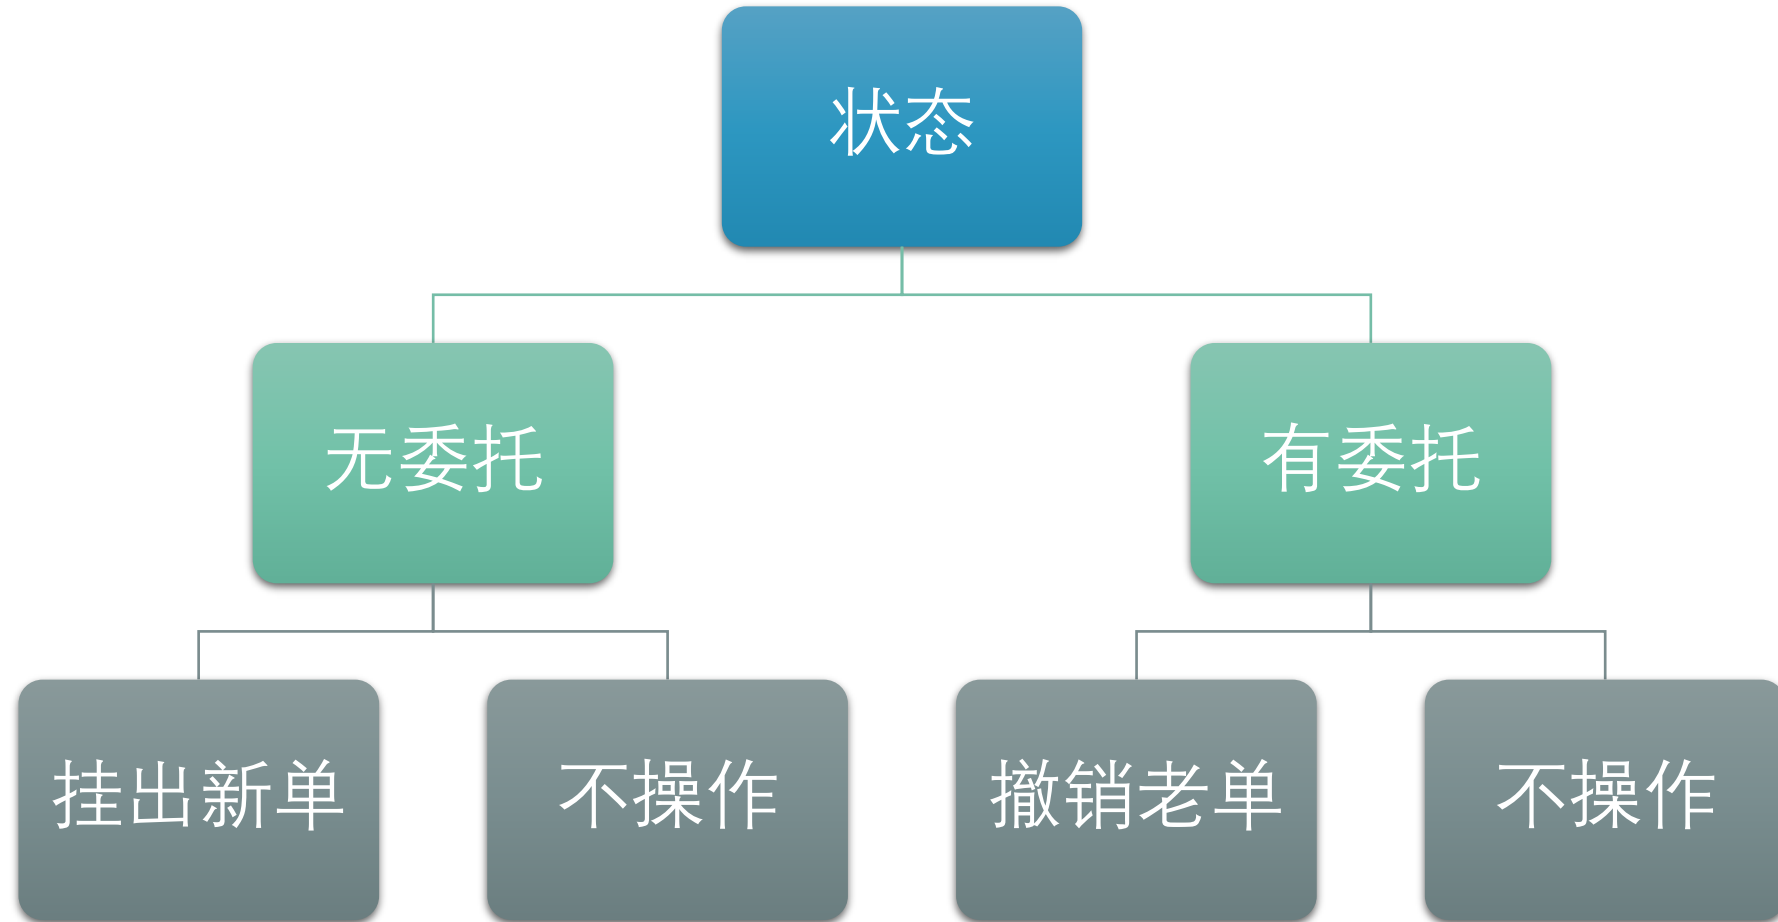 状态
无委托
有委托
挂出新单
不操作
撤销老单
不操作